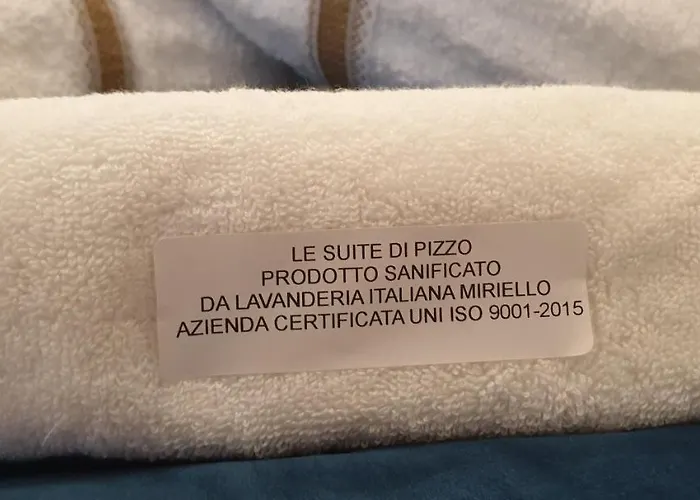 LE SUITE DI PIZZO
PRODOTTO SANIFICATO
DA LAVANDERIA ITALIANA MIRIELLO
AZIENDA CERTIFICATA UNI ISO 9001-2015